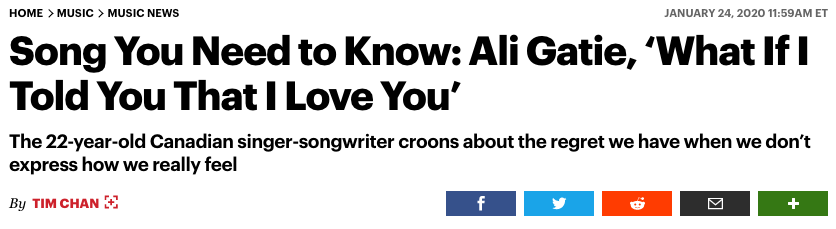 HOME > MUSIC > MUSIC NEWS
JANUARY 24, 2020 11:59AM ET
Song You Need to Know: Ali Gatie, ‘What If I
Told You That I Love You’
The 22-year-old Canadian singer-songwriter croons about the regret we have when we don’t
express how we really feel
By TIM CHAN